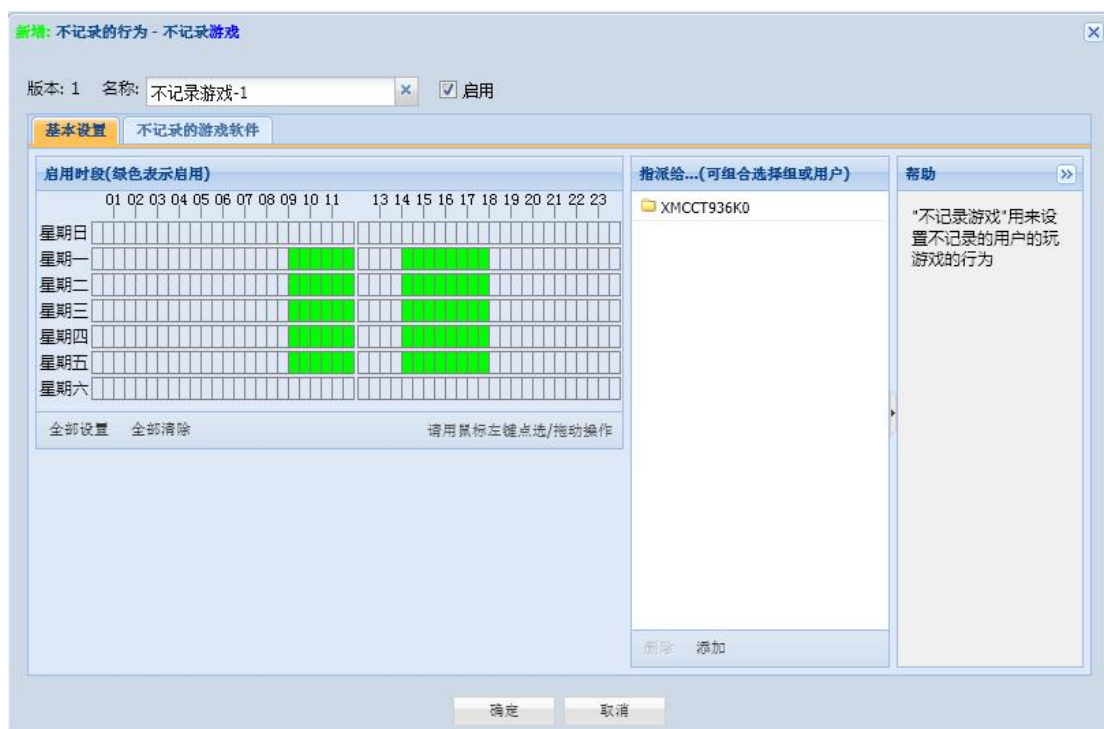 新增: 不记录的行为 - 不记录游戏
版本: 1 名称: 不记录游戏-1 启用
基本设置 不记录的游戏软件
启用时段(绿色表示启用)
01 02 03 04 05 06 07 08 09 10 11 13 14 15 16 17 18 19 20 21 22 23
星期日
星期一
星期二
星期三
星期四
星期五
星期六
全部设置 全部清除 请用鼠标左键点选/拖动操作
指派给...(可组合选择组或用户)
XMCCT936K0
删除 添加
帮助
"不记录游戏"用来设
置不记录的用户的玩
游戏的行为
确定 取消